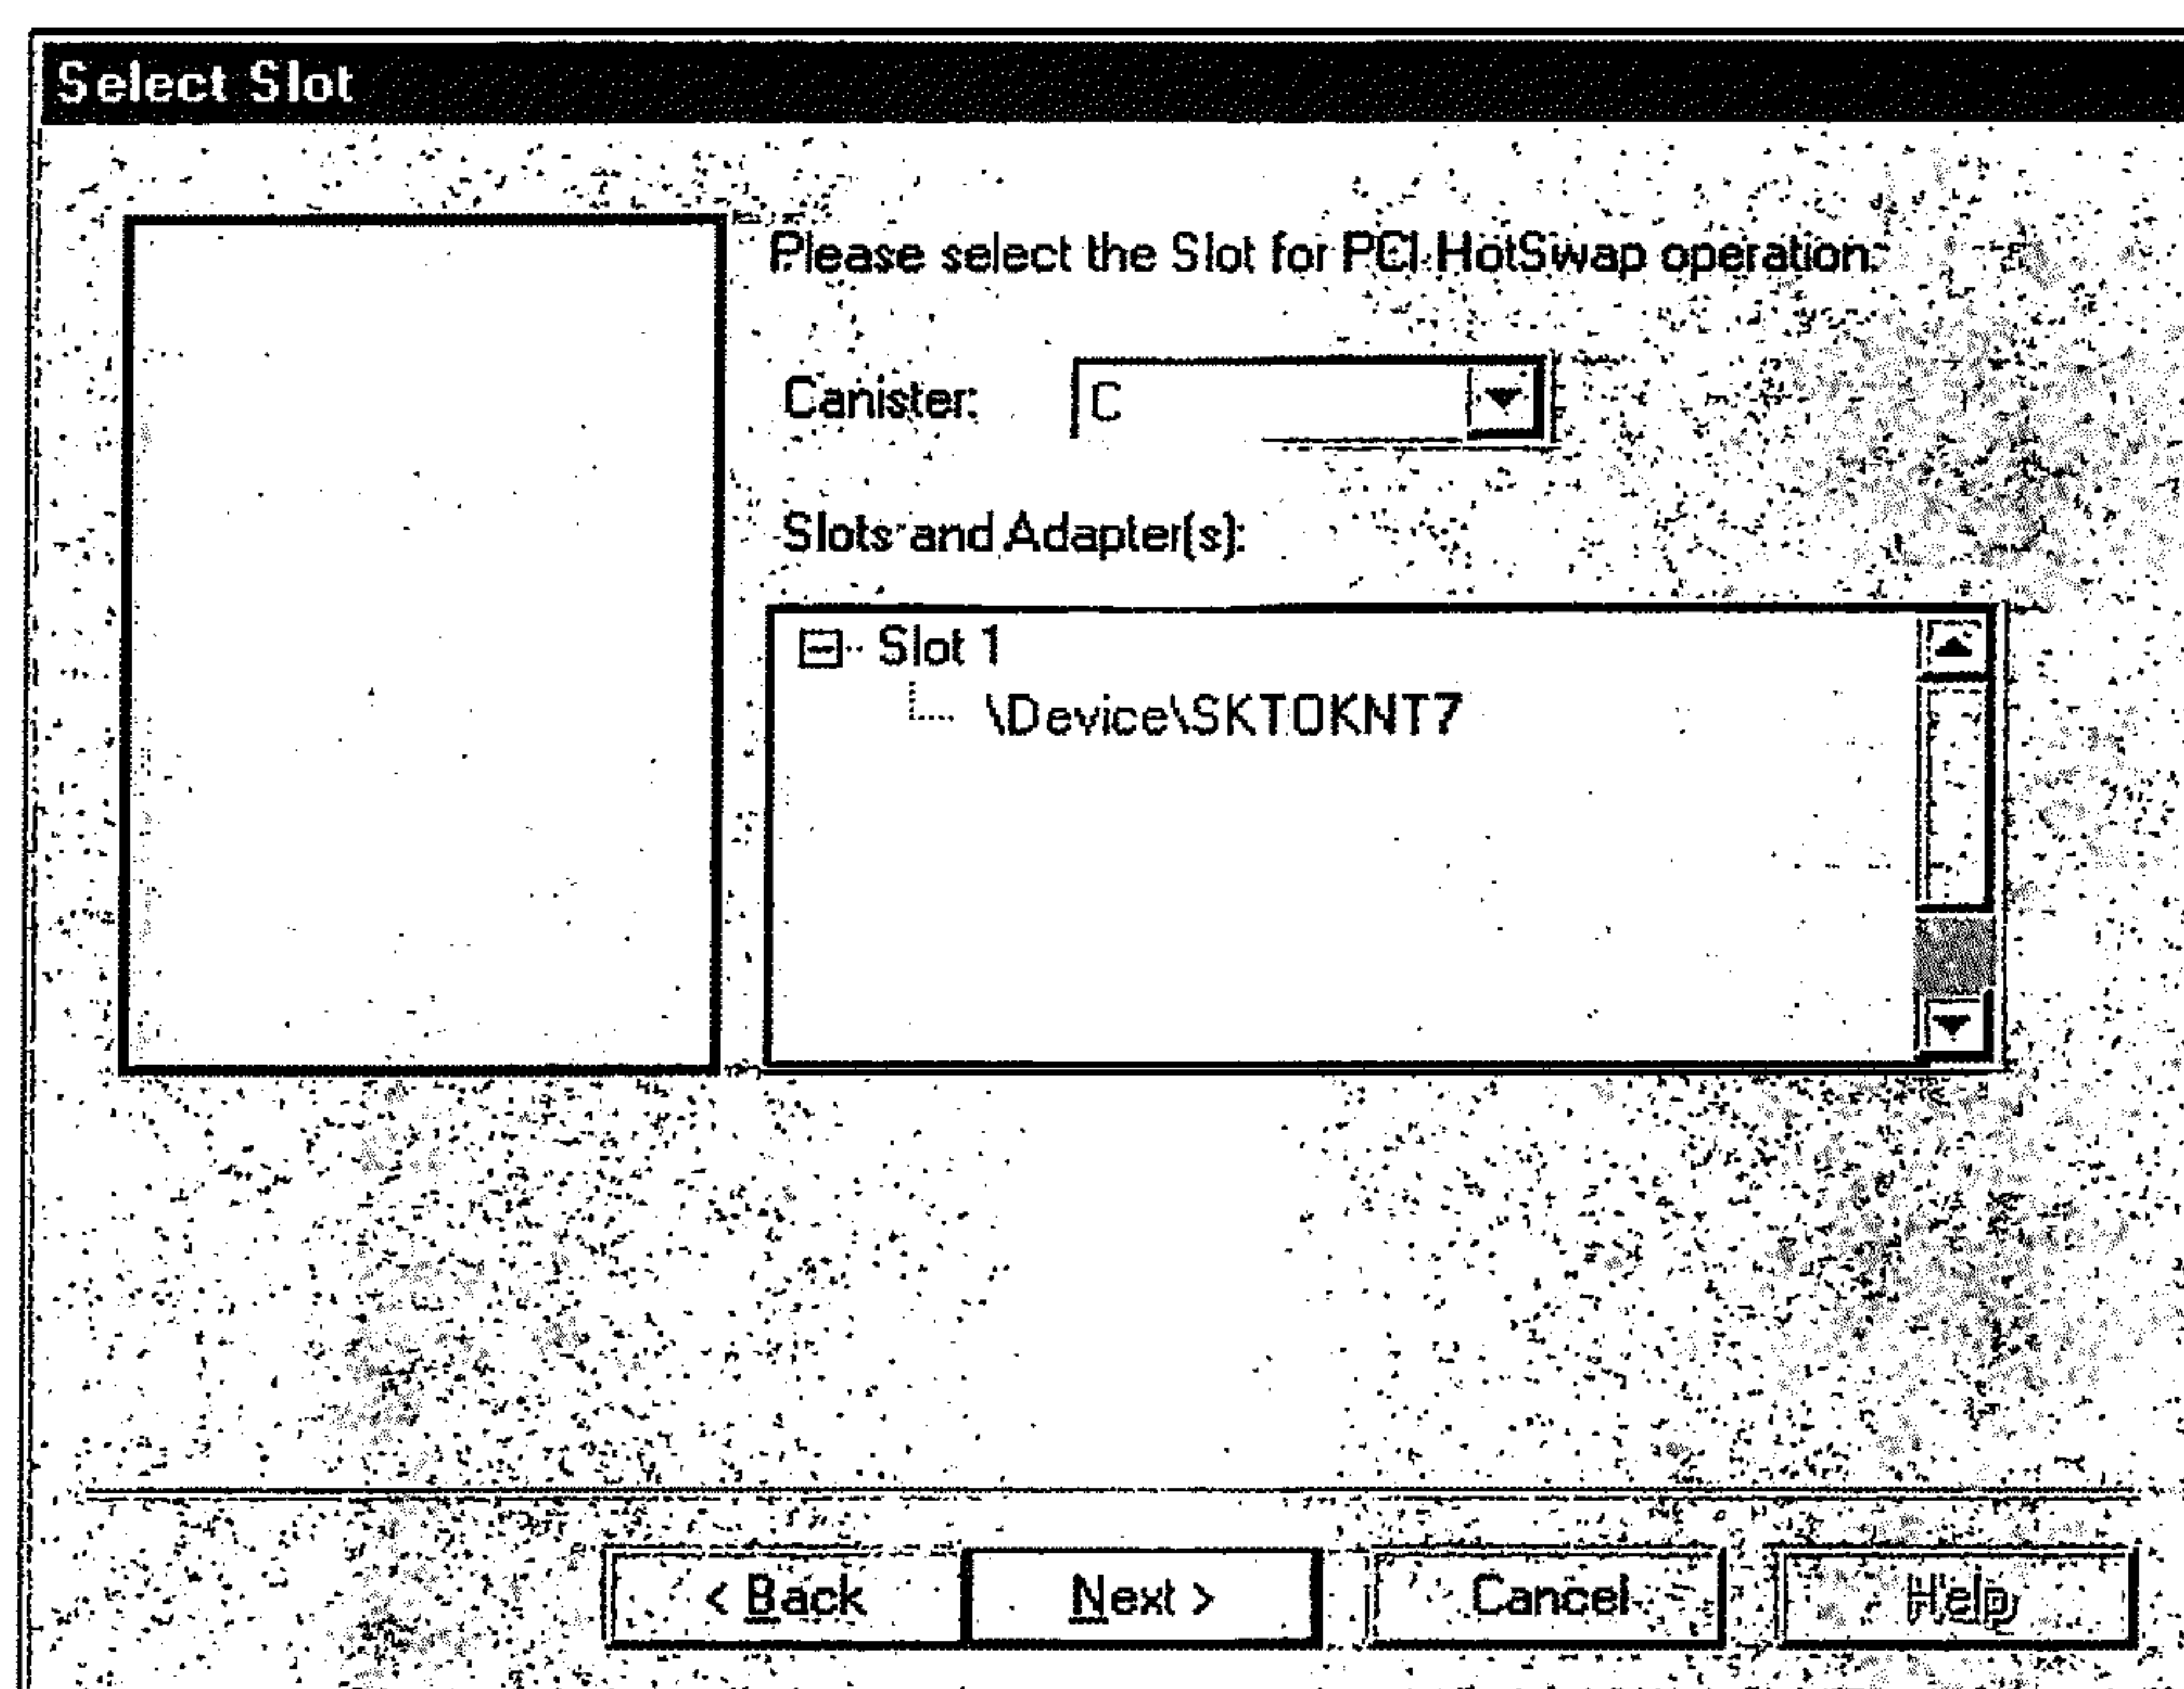 Select Slot
Please select the Slot for PCI HotSwap operation.
Canister: C
Slots and Adapter(s):
Slot 1
\Device\SKTOKNT7
< Back Next > Cancel Help